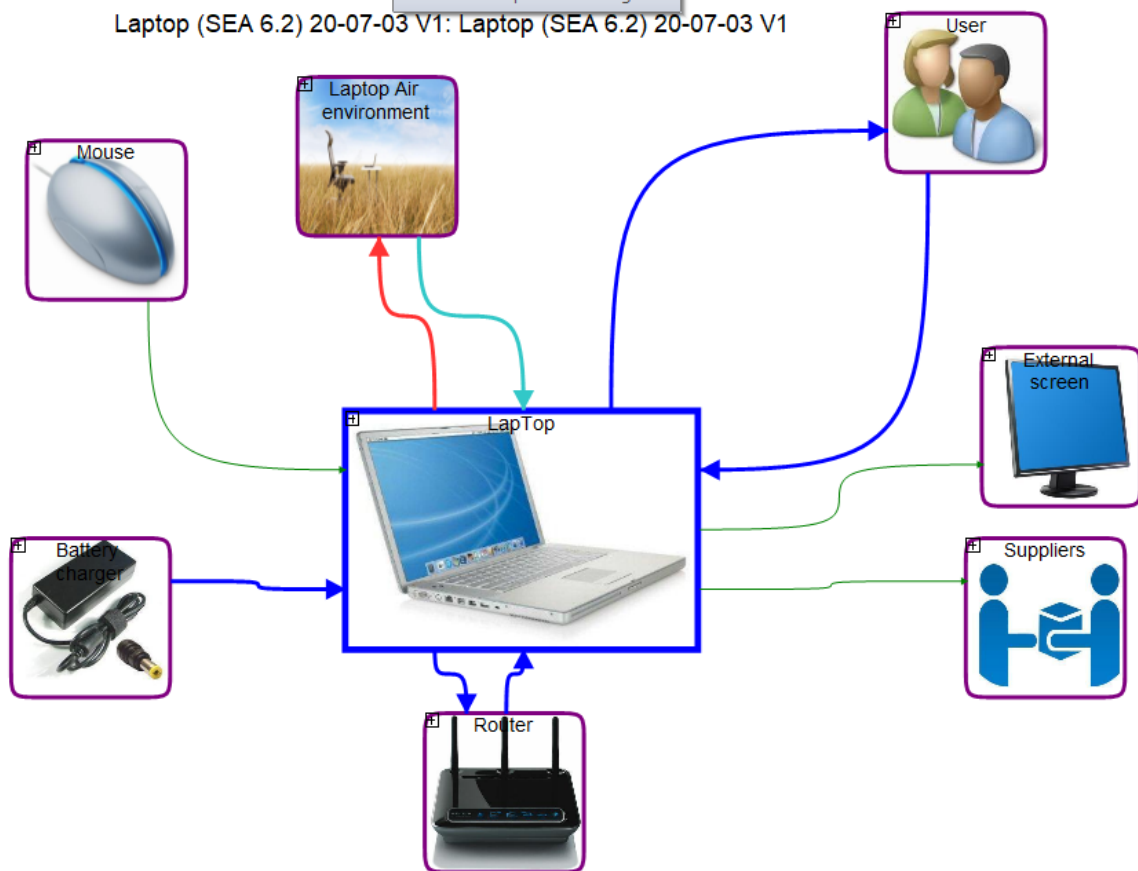 Laptop (SEA 6.2) 20-07-03 V1: Laptop (SEA 6.2) 20-07-03 V1
User
Laptop Air
environment
Mouse
External
screen
LapTop
Battery
charger
Suppliers
Router